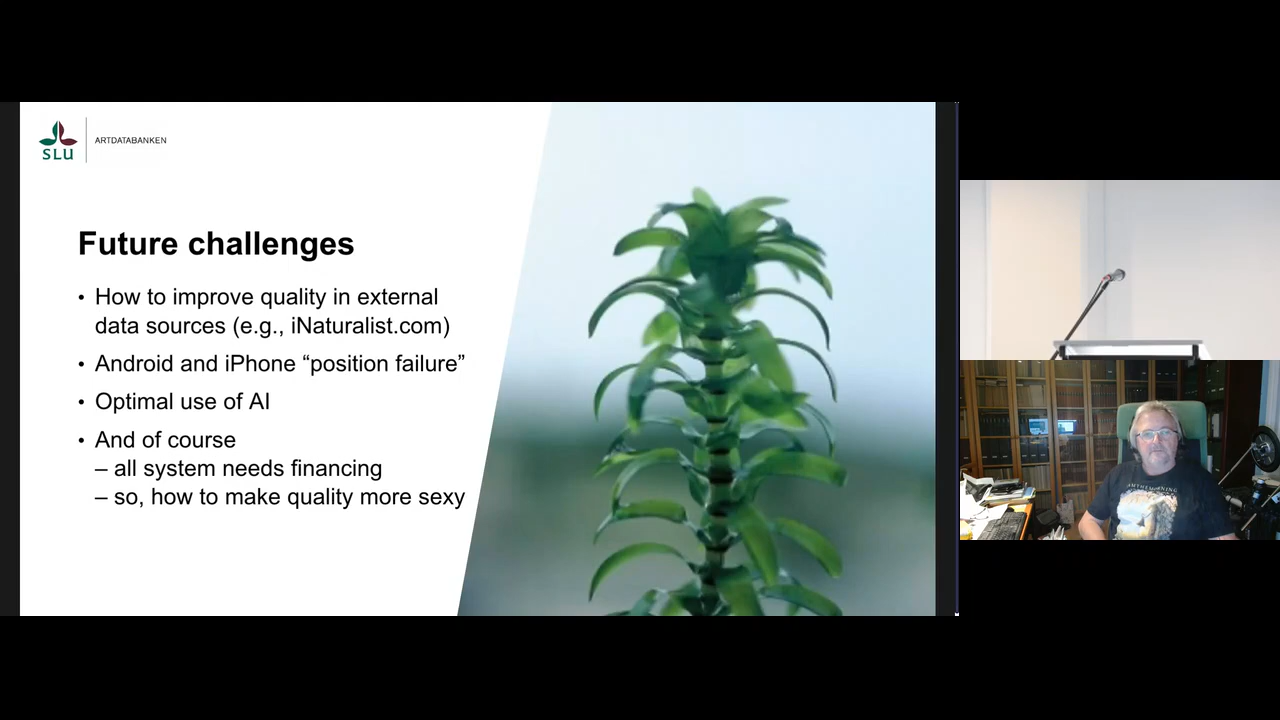 SLU
ARTDATABANKEN
Future challenges
• How to improve quality in external
data sources (e.g., iNaturalist.com)
• Android and iPhone “position failure”
• Optimal use of AI
• And of course
– all system needs financing
– so, how to make quality more sexy